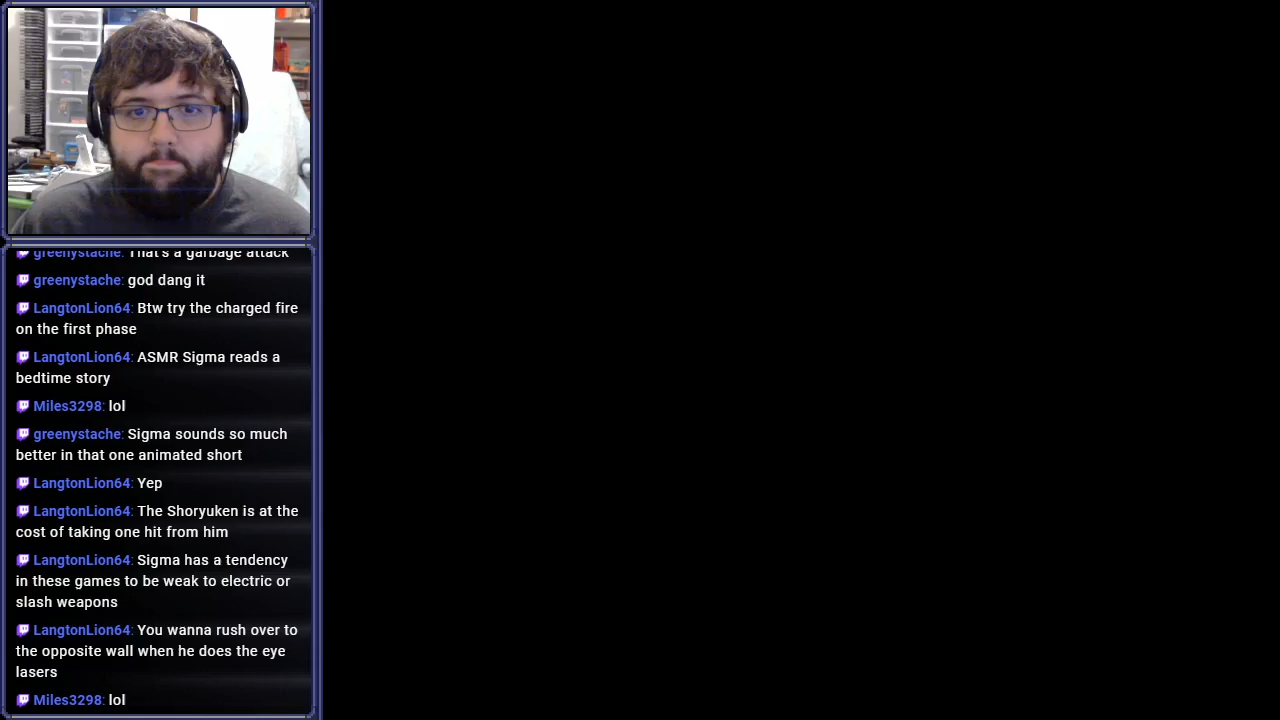 greenystache: That's a garbage attack
greenystache: god dang it
LangtonLion64: Btw try the charged fire
on the first phase
LangtonLion64: ASMR Sigma reads a
bedtime story
Miles3298: lol
greenystache: Sigma sounds so much
better in that one animated short
LangtonLion64: Yep
LangtonLion64: The Shoryuken is at the
cost of taking one hit from him
LangtonLion64: Sigma has a tendency
in these games to be weak to electric or
slash weapons
LangtonLion64: You wanna rush over to
the opposite wall when he does the eye
lasers
Miles3298: lol